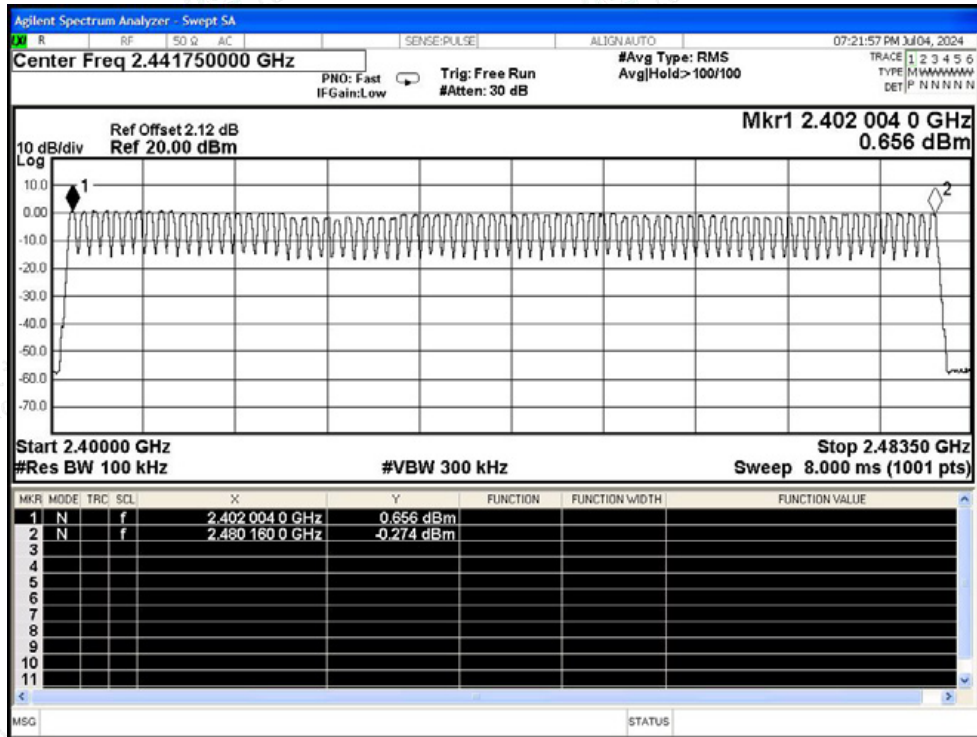 Agilent Spectrum Analyzer - Swept SA
R RF 50 Ω AC SENSE:PULSE ALIGNAUTO 07:21:57 PM Jul 04, 2024
Center Freq 2.441750000 GHz
PNO: Fast
IFGain:Low
Trig: Free Run
#Atten: 30 dB
#Avg Type: RMS
Avg|Hold:>100/100
TRACE 1 2 3 4 5 6
TYPE M WWWWW
DET P N N N N N
Ref Offset 2.12 dB
10 dB/div Ref 20.00 dBm
Log
Mkr1 2.402 004 0 GHz
0.656 dBm
10.0
0.00
-10.0
-20.0
-30.0
-40.0
-50.0
-60.0
-70.0
1
2
Start 2.40000 GHz Stop 2.48350 GHz
#Res BW 100 kHz #VBW 300 kHz Sweep 8.000 ms (1001 pts)
MKR MODE TRC SCL X Y FUNCTION FUNCTION WIDTH FUNCTION VALUE
1 N f 2.402 004 0 GHz 0.656 dBm
2 N f 2.480 160 0 GHz -0.274 dBm
3
4
5
6
7
8
9
10
11
MSG STATUS